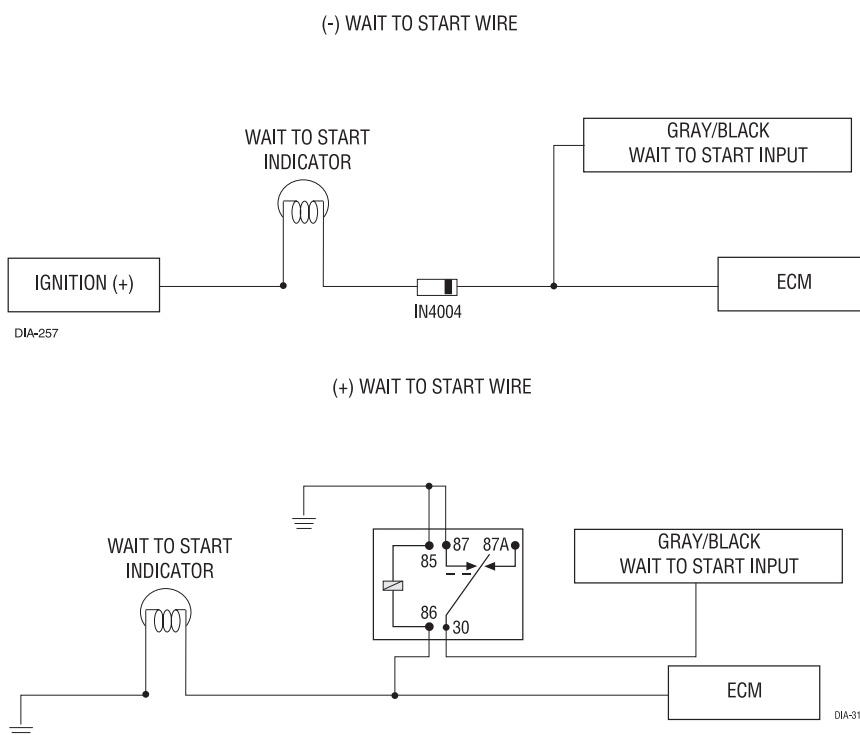 (-) WAIT TO START WIRE
WAIT TO START
INDICATOR
GRAY/BLACK
WAIT TO START INPUT
IGNITION (+)
IN4004
ECM
DIA-257
(+) WAIT TO START WIRE
WAIT TO START
INDICATOR
87
87A
85
86
30
GRAY/BLACK
WAIT TO START INPUT
ECM
DIA-31